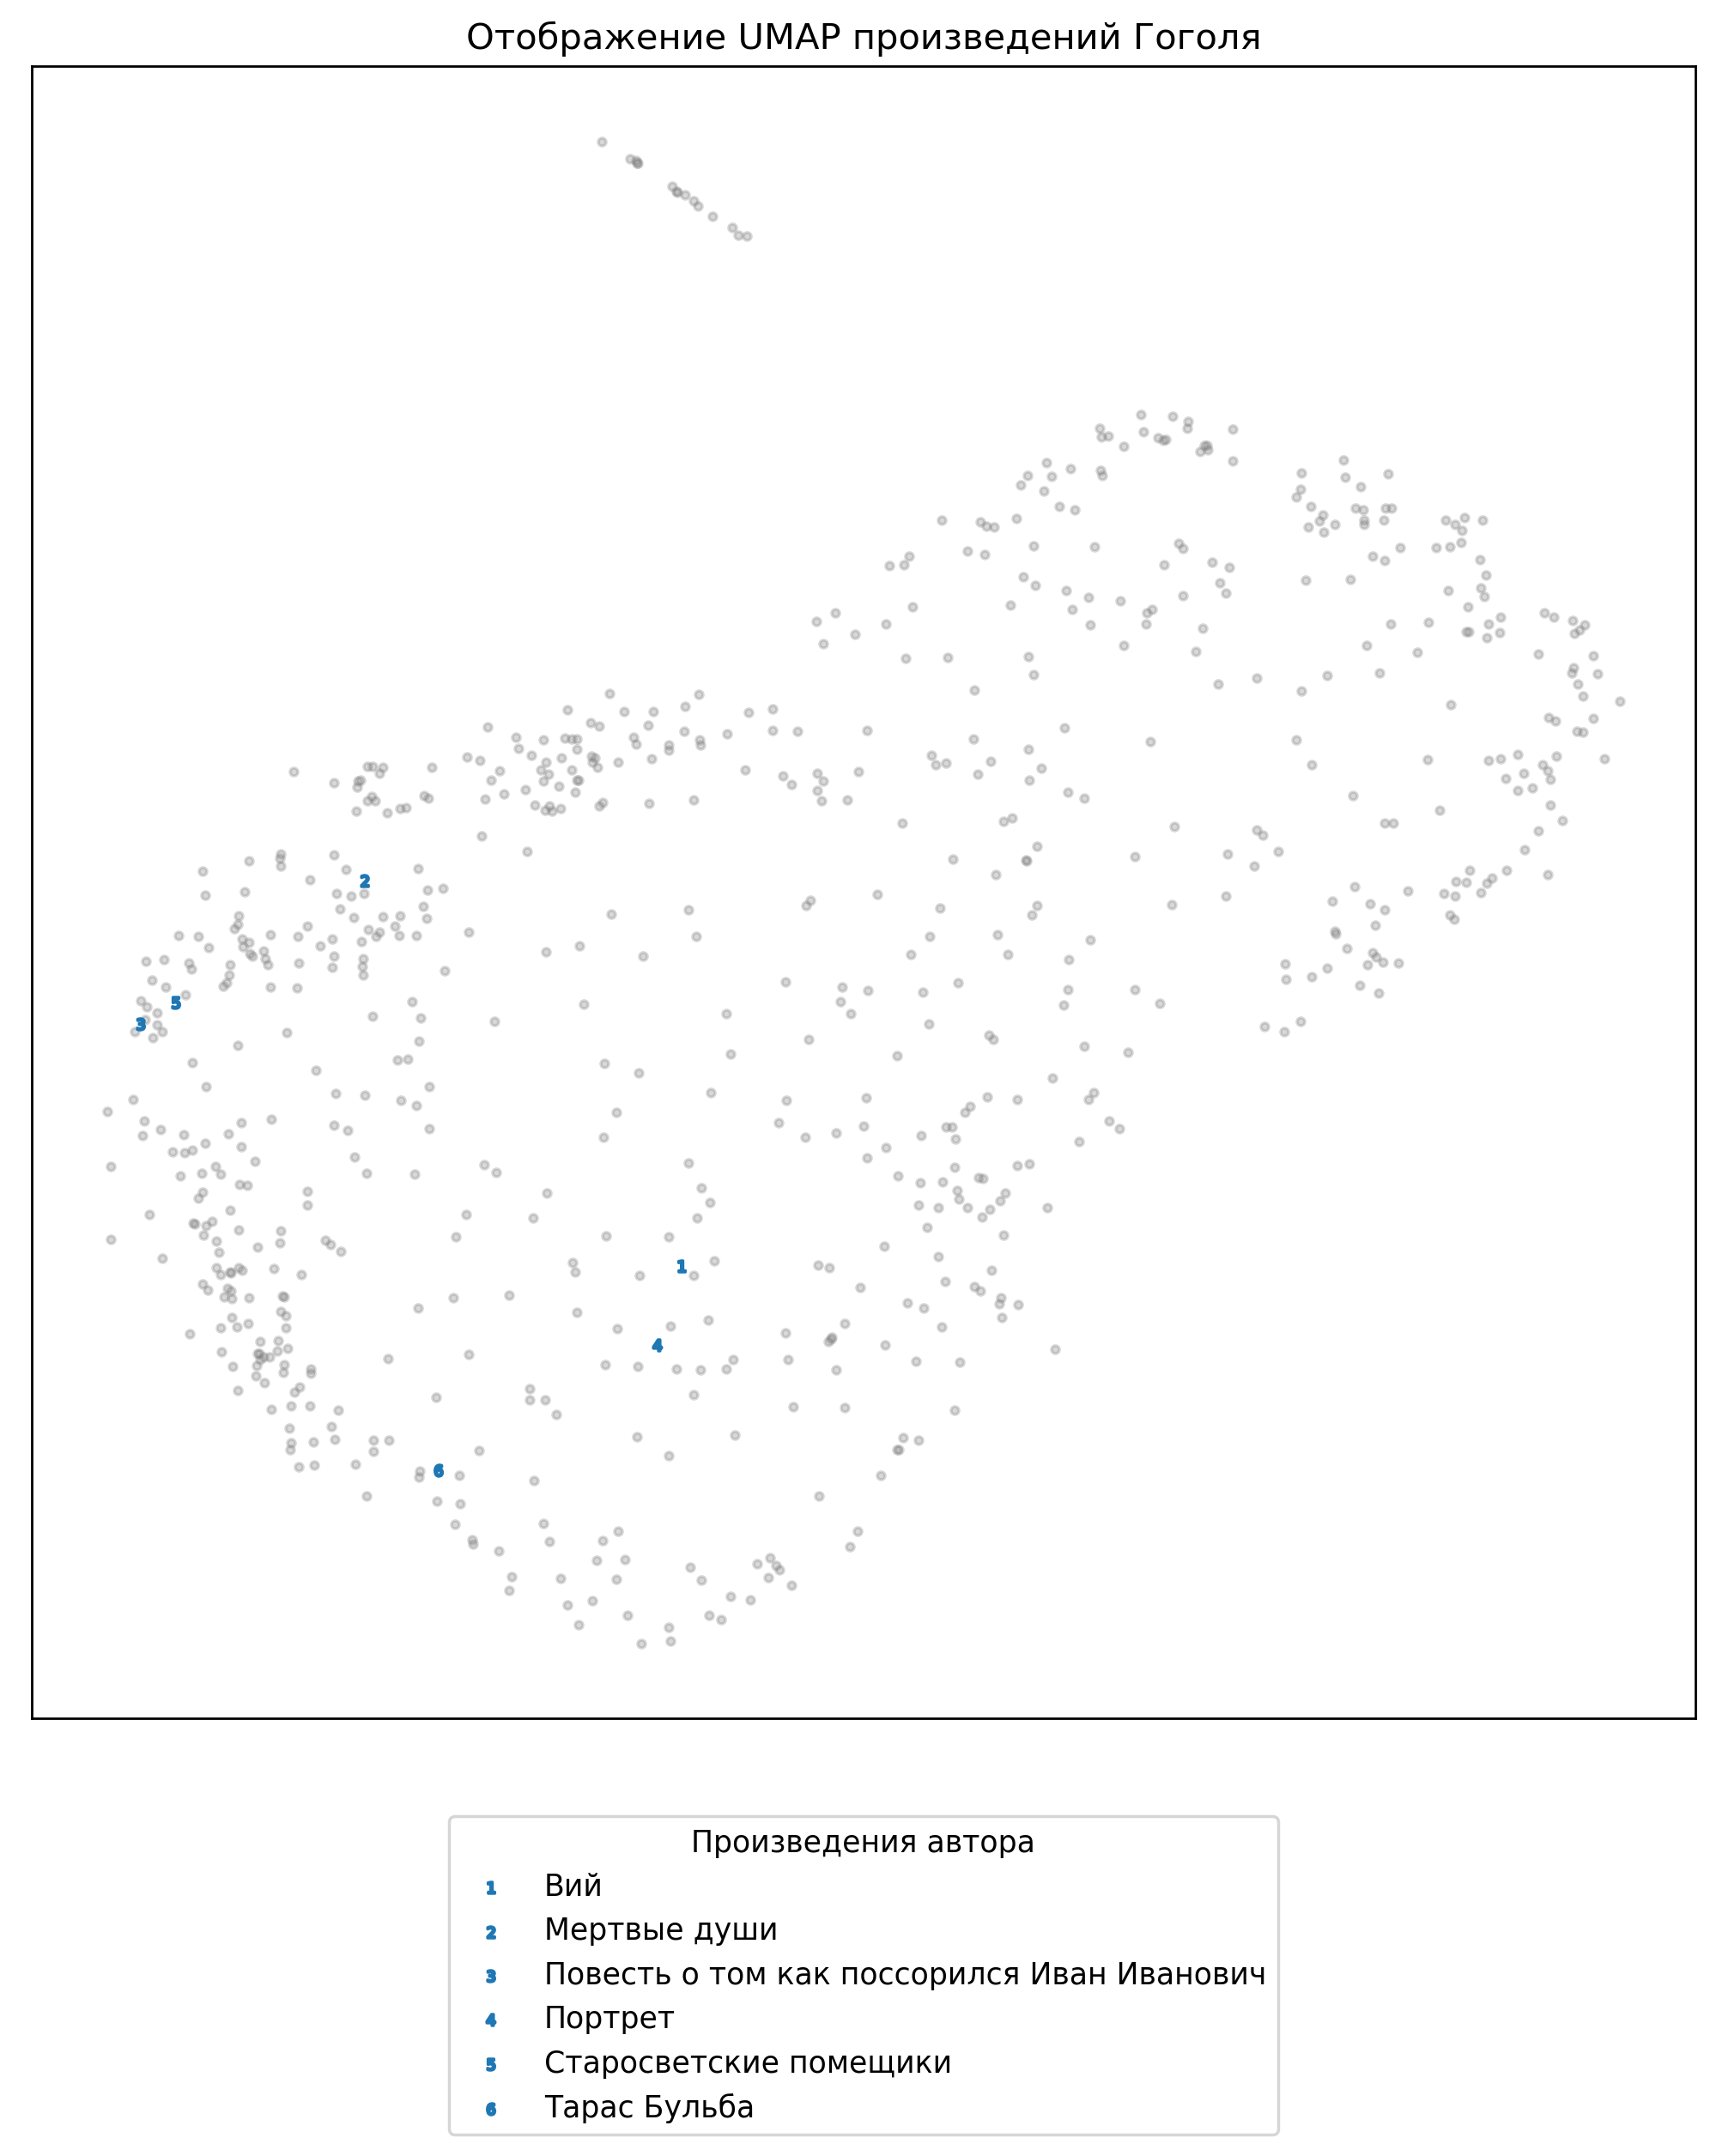 Отображение UMAP произведений Гоголя
2
5
3
1
4
6
Произведения автора
1 Вий
2 Мертвые души
3 Повесть о том как поссорился Иван Иванович
4 Портрет
5 Старосветские помещики
6 Тарас Бульба